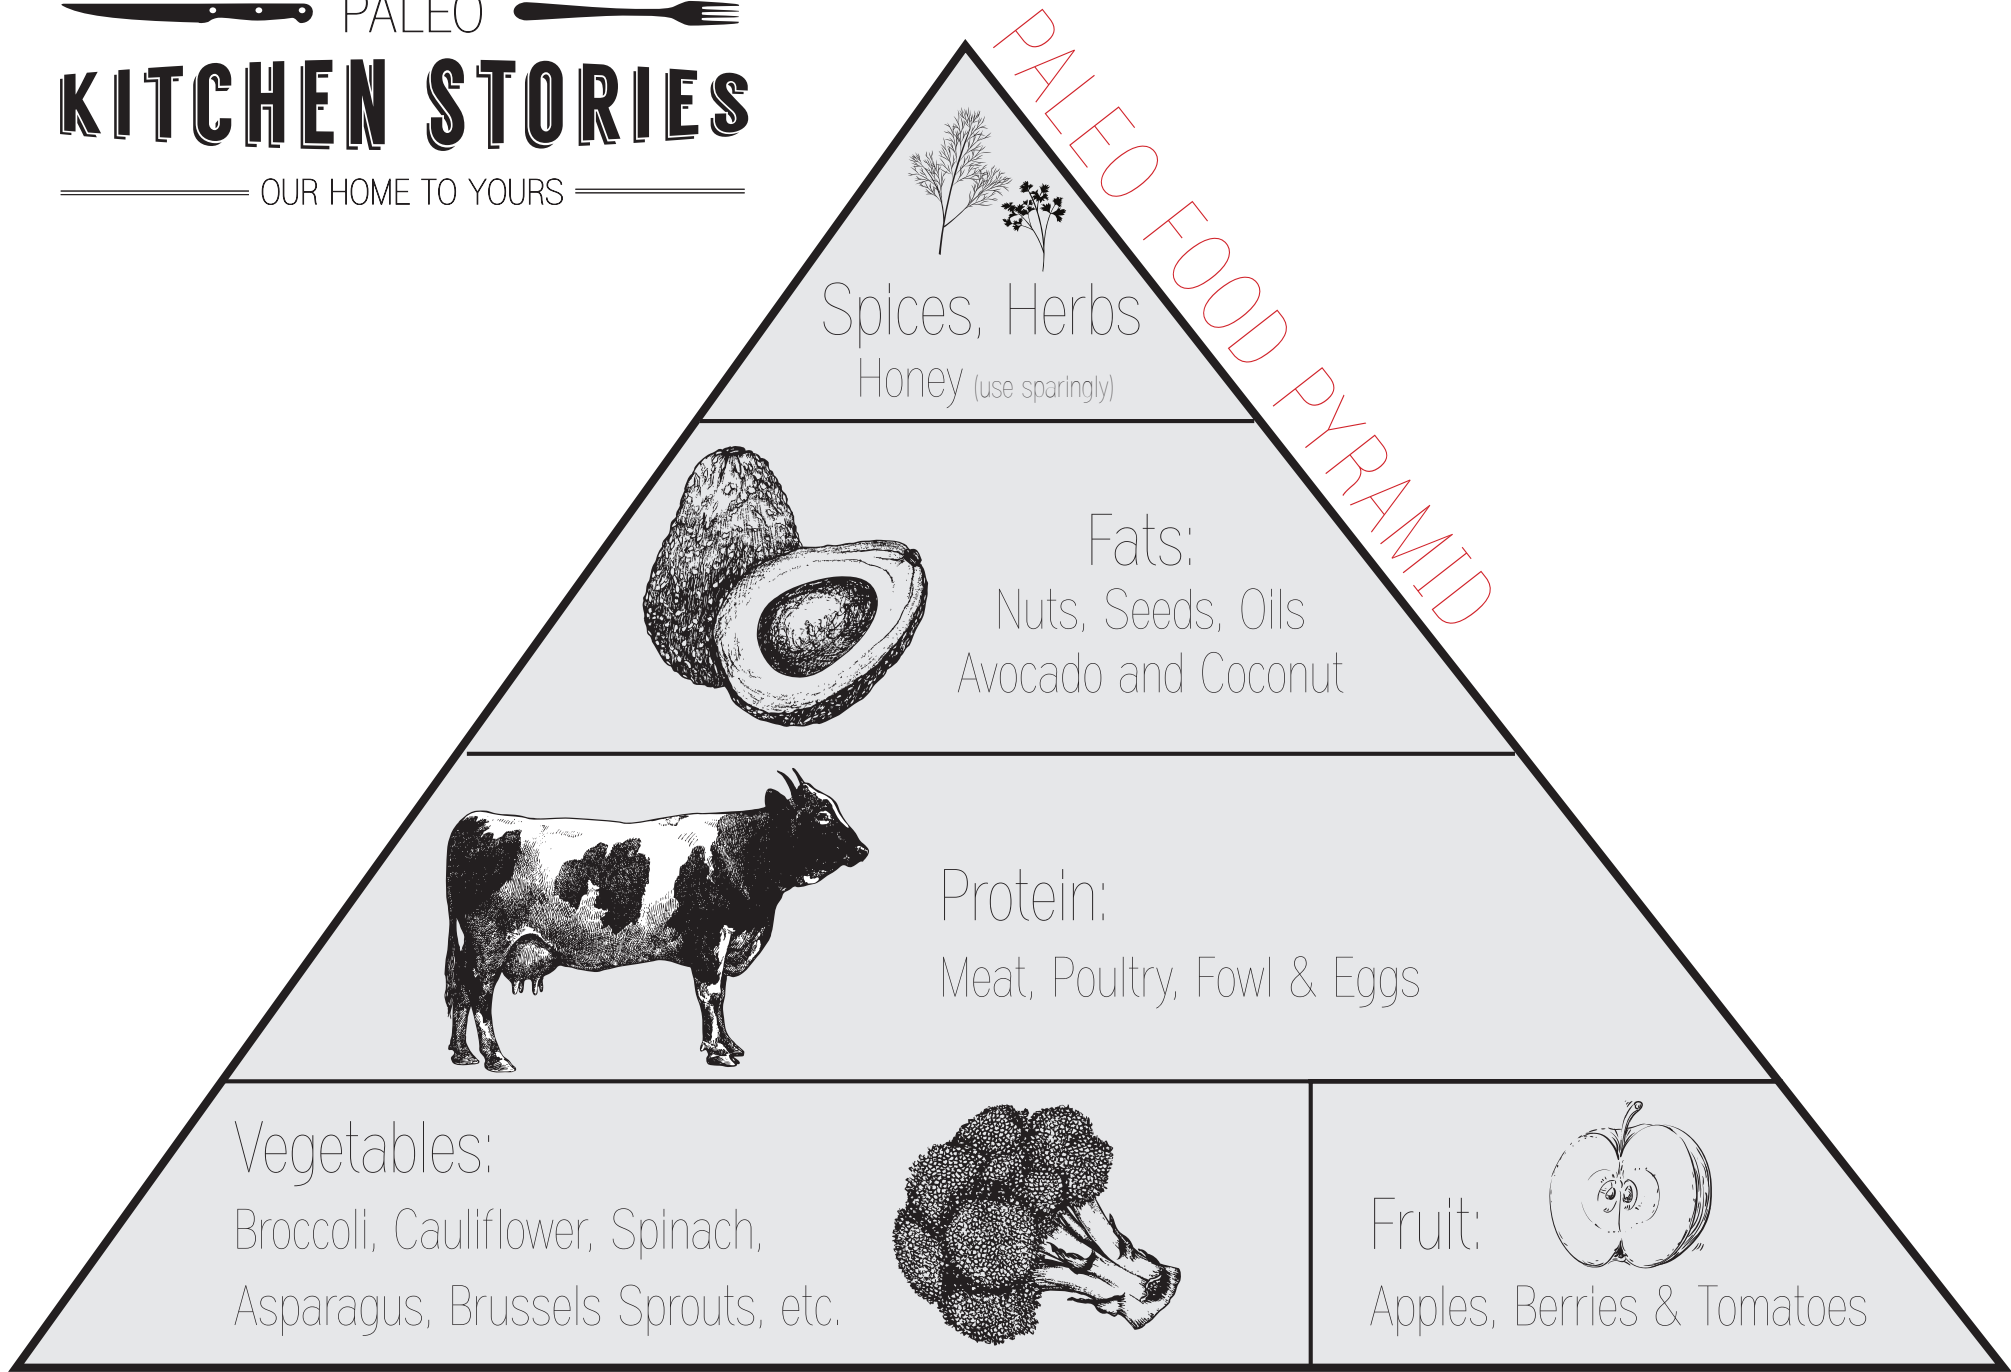 PALEO
KITCHEN STORIES
OUR HOME TO YOURS
PALEO FOOD PYRAMID
Spices, Herbs
Honey (use sparingly)
Fats:
Nuts, Seeds, Oils
Avocado and Coconut
Protein:
Meat, Poultry, Fowl & Eggs
Vegetables:
Broccoli, Cauliflower, Spinach,
Asparagus, Brussels Sprouts, etc.
Fruit:
Apples, Berries & Tomatoes